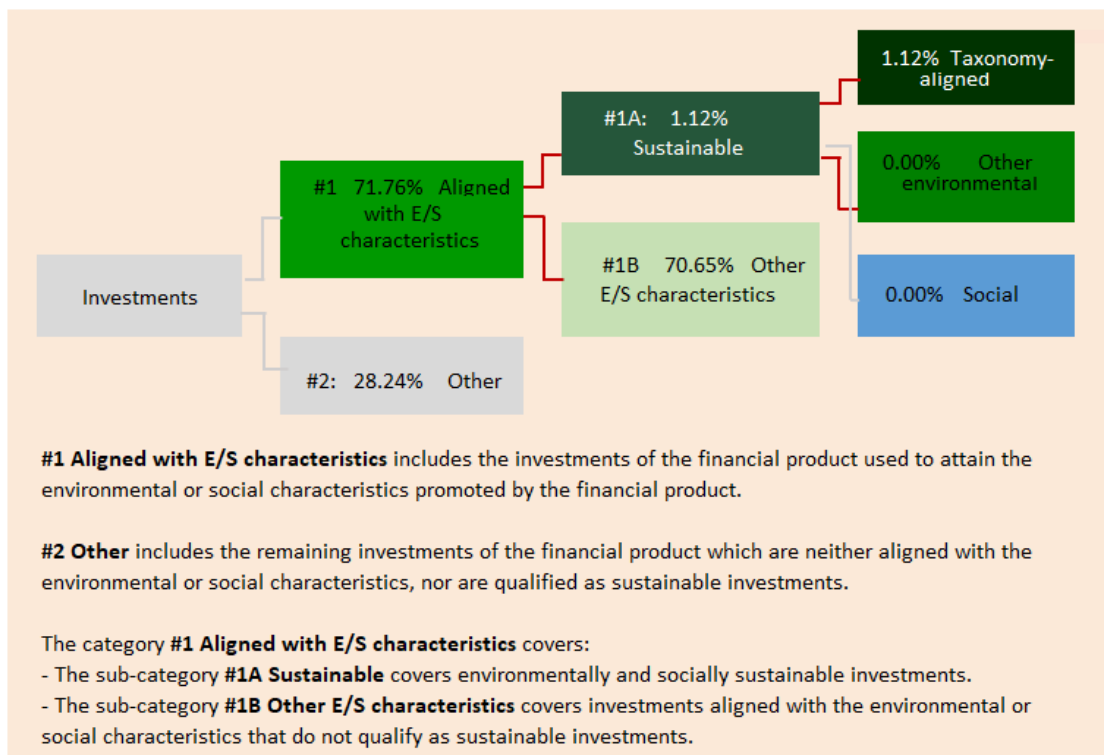 1.12% Taxonomy-
aligned
#1A: 1.12%
Sustainable
0.00% Other
environmental
#1 71.76% Aligned
with E/S
characteristics
#1B 70.65% Other
E/S characteristics
Investments
0.00% Social
#2: 28.24% Other
#1 Aligned with E/S characteristics includes the investments of the financial product used to attain the
environmental or social characteristics promoted by the financial product.
#2 Other includes the remaining investments of the financial product which are neither aligned with the
environmental or social characteristics, nor are qualified as sustainable investments.
The category #1 Aligned with E/S characteristics covers:
- The sub-category #1A Sustainable covers environmentally and socially sustainable investments.
- The sub-category #1B Other E/S characteristics covers investments aligned with the environmental or
social characteristics that do not qualify as sustainable investments.